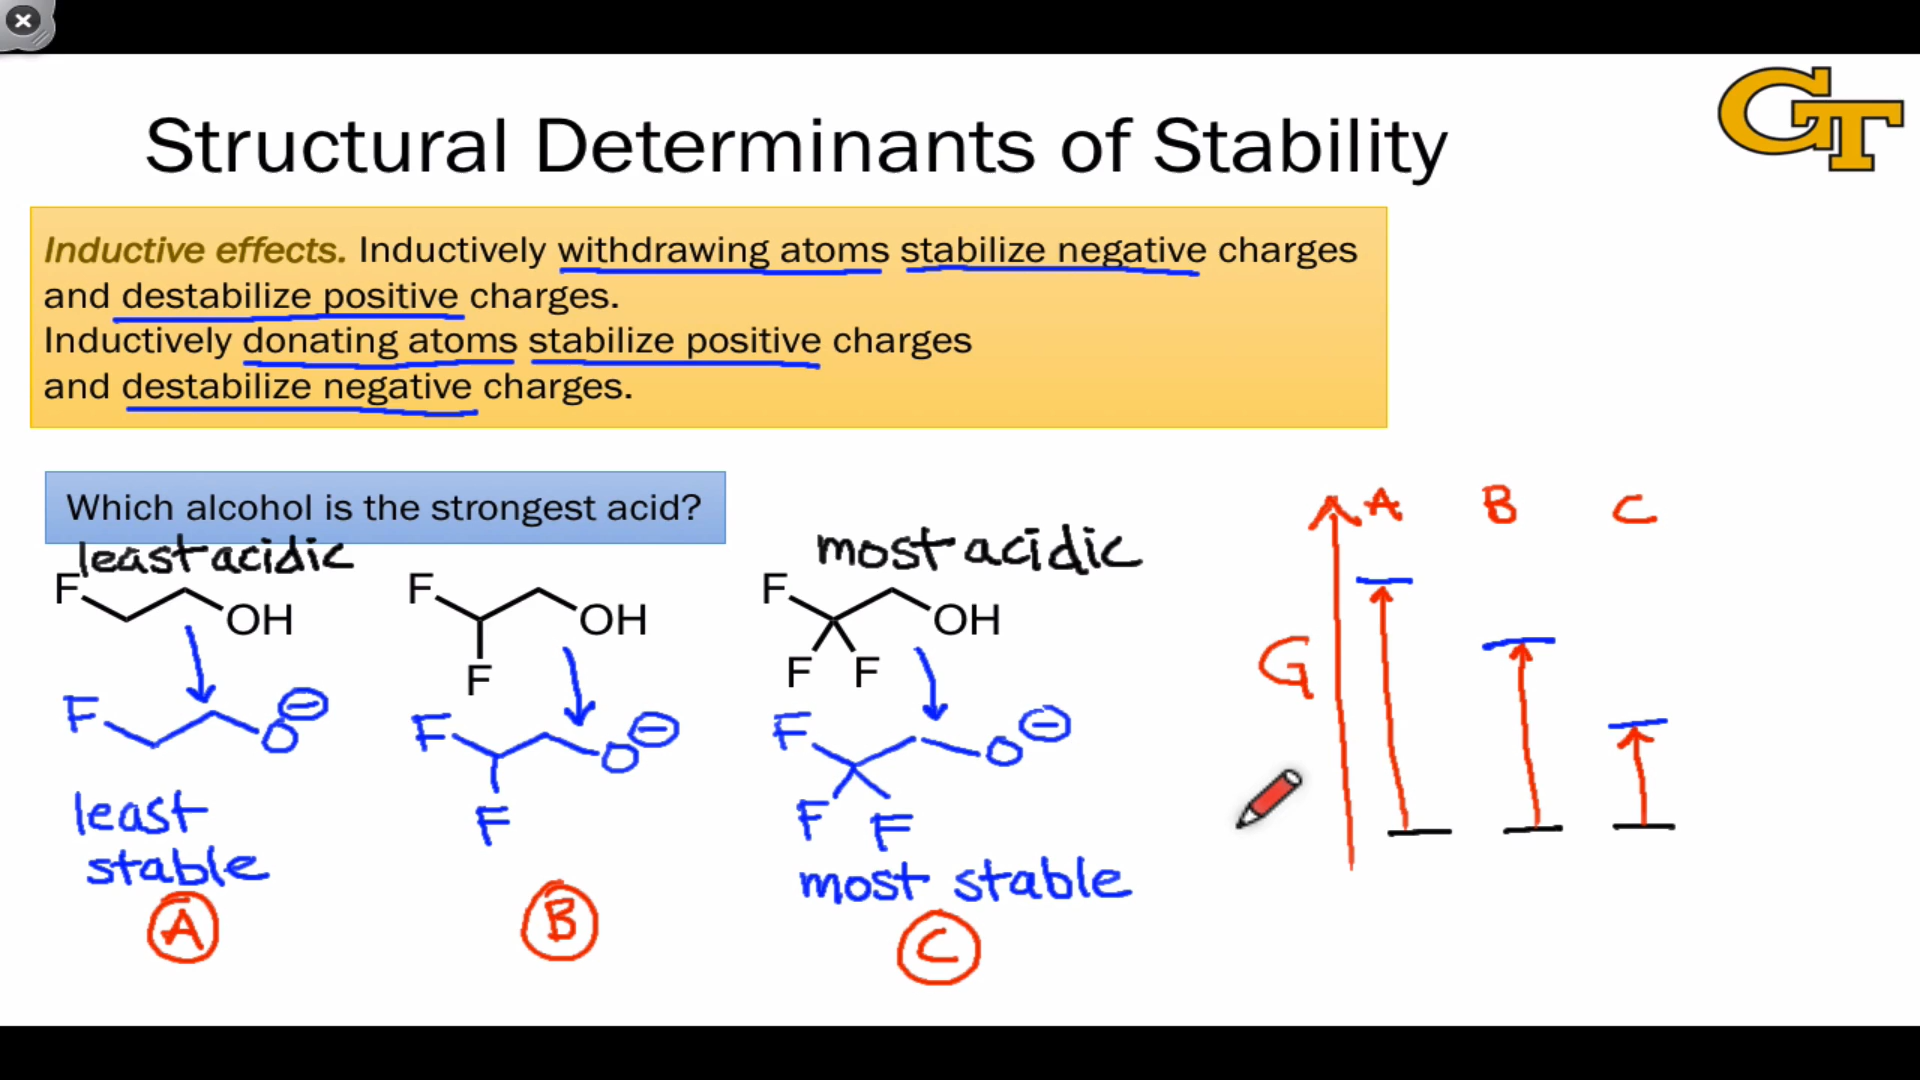 GT
Structural Determinants of Stability
Inductive effects. Inductively withdrawing atoms stabilize negative charges
and destabilize positive charges.
Inductively donating atoms stabilize positive charges
and destabilize negative charges.
Which alcohol is the strongest acid?
least acidic
most acidic
F OH
F OH
F
F OH
F F
F O⊖
F O⊖
F
F O⊖
F F
least
stable
most stable
A
B
C
A B C
G